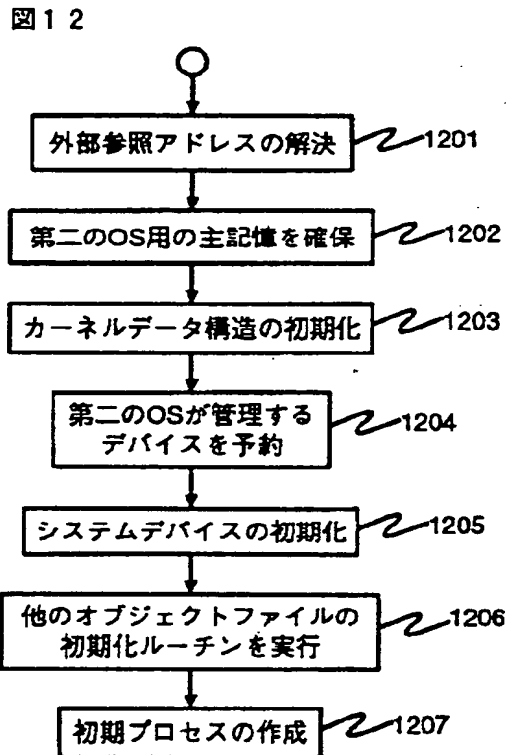 図12
外部参照アドレスの解決
1201
第二のOS用の主記憶を確保
1202
カーネルデータ構造の初期化
1203
第二のOSが管理する
デバイスを予約
1204
システムデバイスの初期化
1205
他のオブジェクトファイルの
初期化ルーチンを実行
1206
初期プロセスの作成
1207